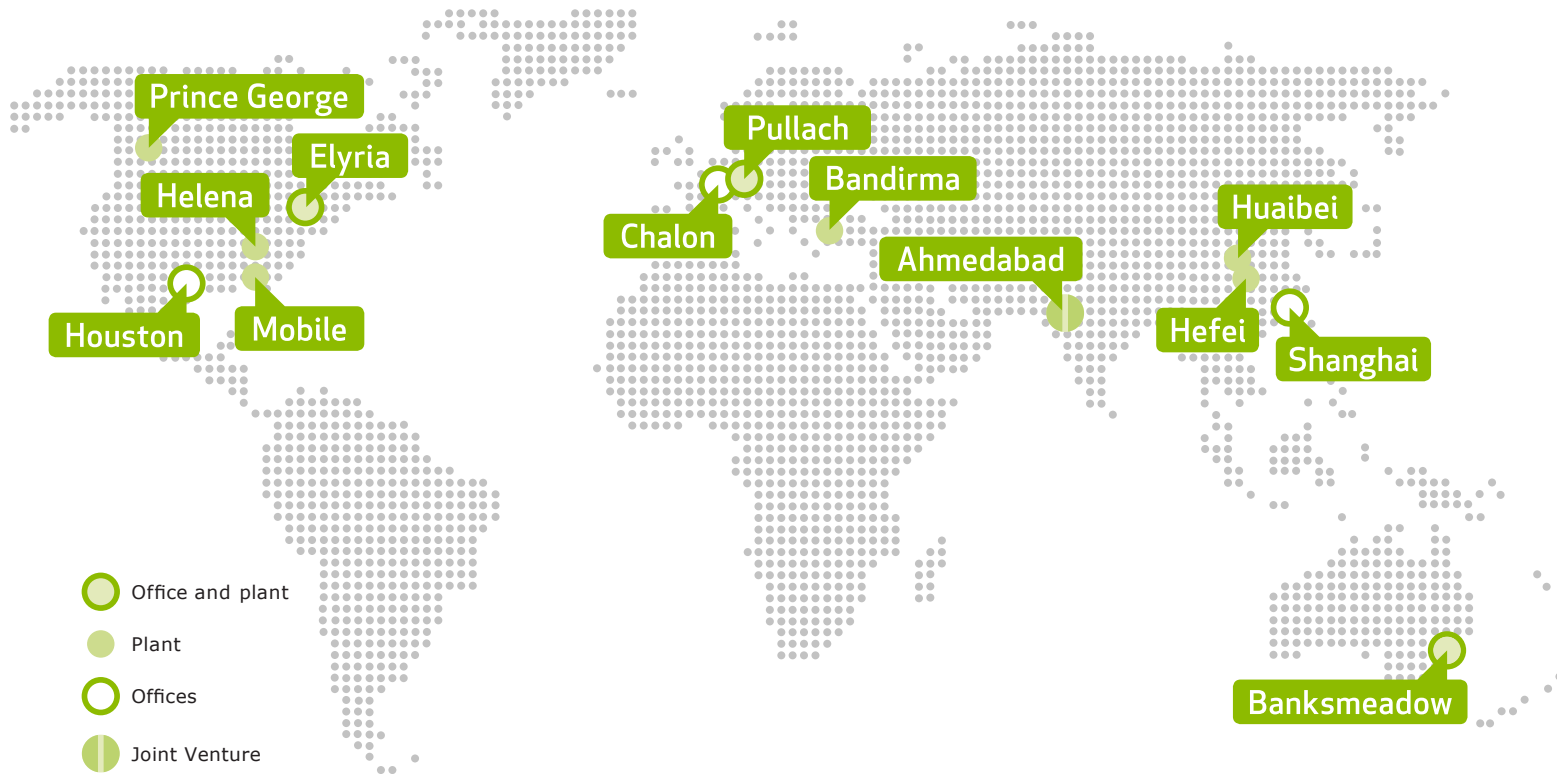 Prince George
Elyria
Helena
Houston
Mobile
Pullach
Chalon
Bandirma
Ahmedabad
Huaibei
Hefei
Shanghai
Banksmeadow
Office and plant
Plant
Offices
Joint Venture